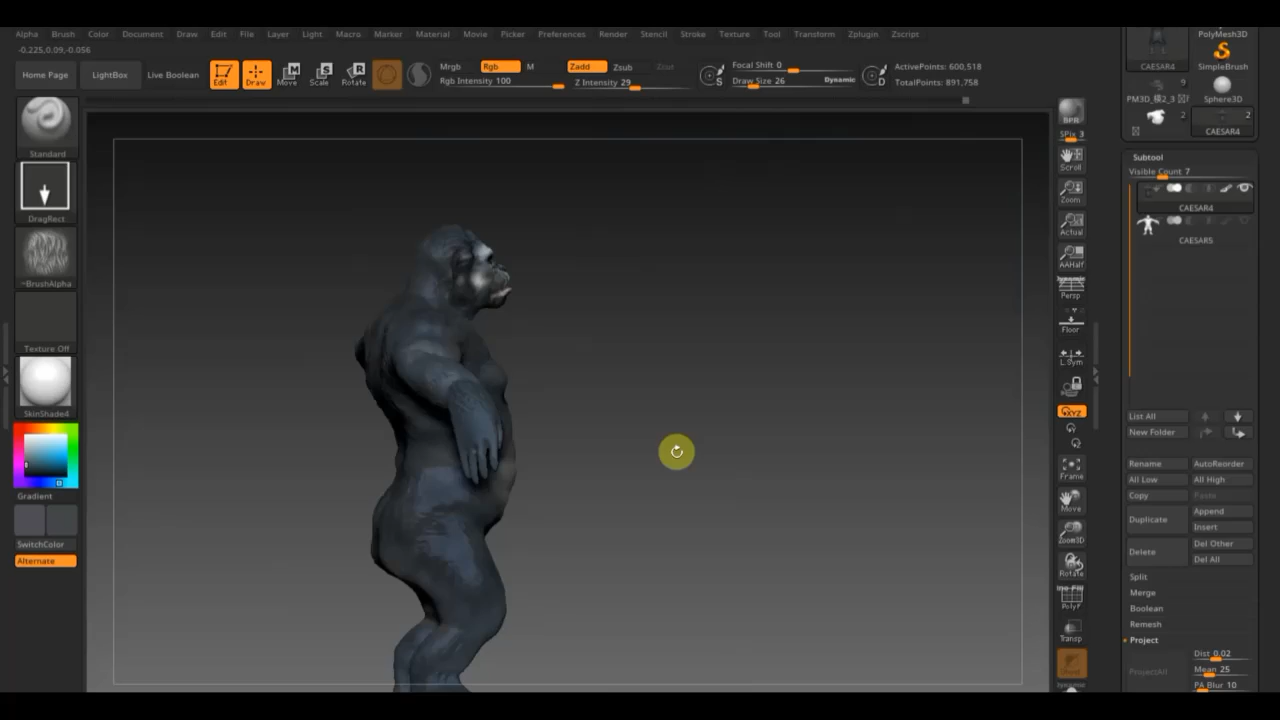 Alpha Brush Color Document Draw Edit File Layer Light Macro Marker Material Movie Picker Preferences Render Stencil Stroke Texture Tool Transform Zplugin Zscript
-0.225,0.09,-0.056
Home Page
LightBox
Live Boolean
Edit
Draw
Move
Scale
Rotate
Mrgb
Rgb
M
Rgb Intensity 100
Zadd
Zsub
Zcut
Z Intensity 29
S
Focal Shift 0
Draw Size 26
Dynamic
D
ActivePoints: 600,518
TotalPoints: 891,758
Standard
DragRect
~BrushAlpha
Texture Off
SkinShade4
Gradient
SwitchColor
Alternate
BPR
SPix 3
Scroll
Zoom
Actual
AAHalf
Persp
Floor
L.Sym
XYZ
Frame
Move
Zoom3D
Rotate
PolyF
Transp
Dynamic
PolyMesh3D
CAESAR4
SimpleBrush
9
Sphere3D
2
2
CAESAR4
Subtool
Visible Count 7
CAESAR4
CAESAR5
List All
New Folder
Rename
AutoReorder
All Low
All High
Copy
Paste
Duplicate
Append
Insert
Delete
Del Other
Del All
Split
Merge
Boolean
Remesh
Project
ProjectAll
Dist 0.02
Mean 25
PA Blur 10